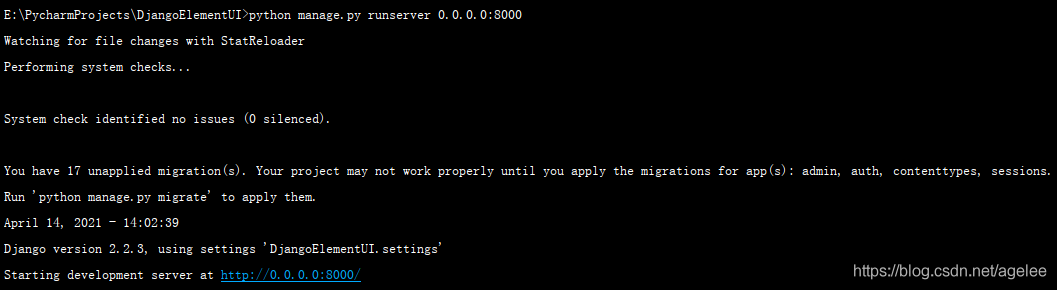 E:\PycharmProjects\DjangoElementUI>python manage.py runserver 0.0.0.0:8000
Watching for file changes with StatReloader
Performing system checks...
System check identified no issues (0 silenced).
You have 17 unapplied migration(s). Your project may not work properly until you apply the migrations for app(s): admin, auth, contenttypes, sessions.
Run 'python manage.py migrate' to apply them.
April 14, 2021 - 14:02:39
Django version 2.2.3, using settings 'DjangoElementUI.settings'
Starting development server at http://0.0.0.0:8000/
https://blog.csdn.net/agelee